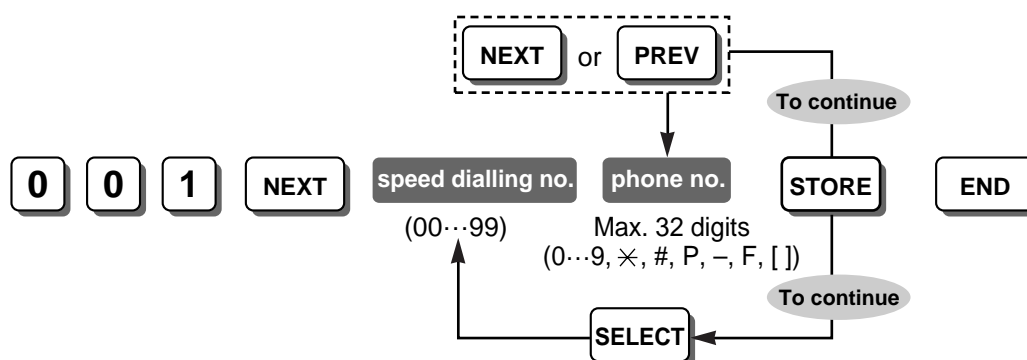 NEXT or PREV
To continue
0 0 1 NEXT speed dialling no. phone no. STORE END
(00···99) Max. 32 digits
(0···9, ✳, #, P, –, F, [ ])
To continue
SELECT